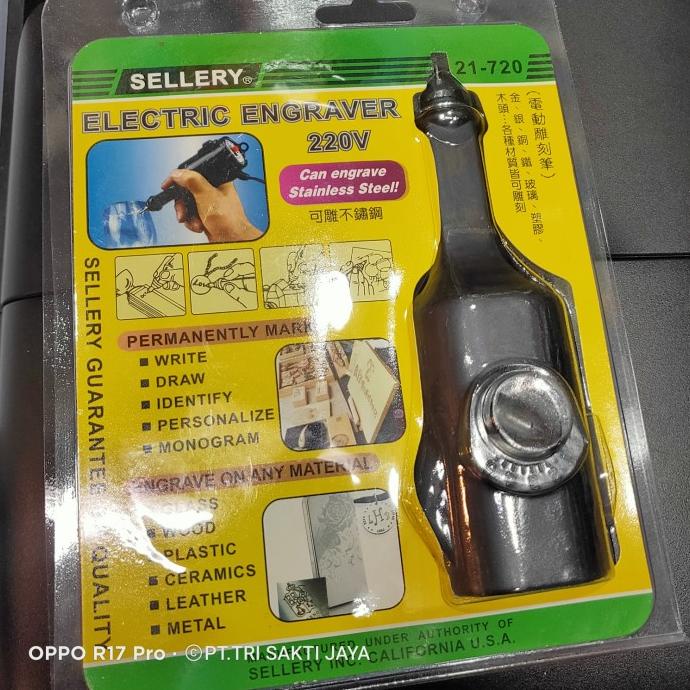 SELLERY®
21-720
ELECTRIC ENGRAVER
220V
Can engrave
Stainless Steel!
可雕不鏽鋼
(電動雕刻筆)
金、銀、銅、鐵、玻璃、塑膠、
木頭...各種材質皆可雕刻
PERMANENTLY MARK
WRITE
DRAW
IDENTIFY
PERSONALIZE
MONOGRAM
ENGRAVE ON ANY MATERIAL
GLASS
WOOD
PLASTIC
CERAMICS
LEATHER
METAL
SELLERY GUARANTEE QUALITY
UNDER AUTHORITY OF
SELLERY INC. CALIFORNIA U.S.A.
OPPO R17 Pro · ©PT.TRI SAKTI JAYA